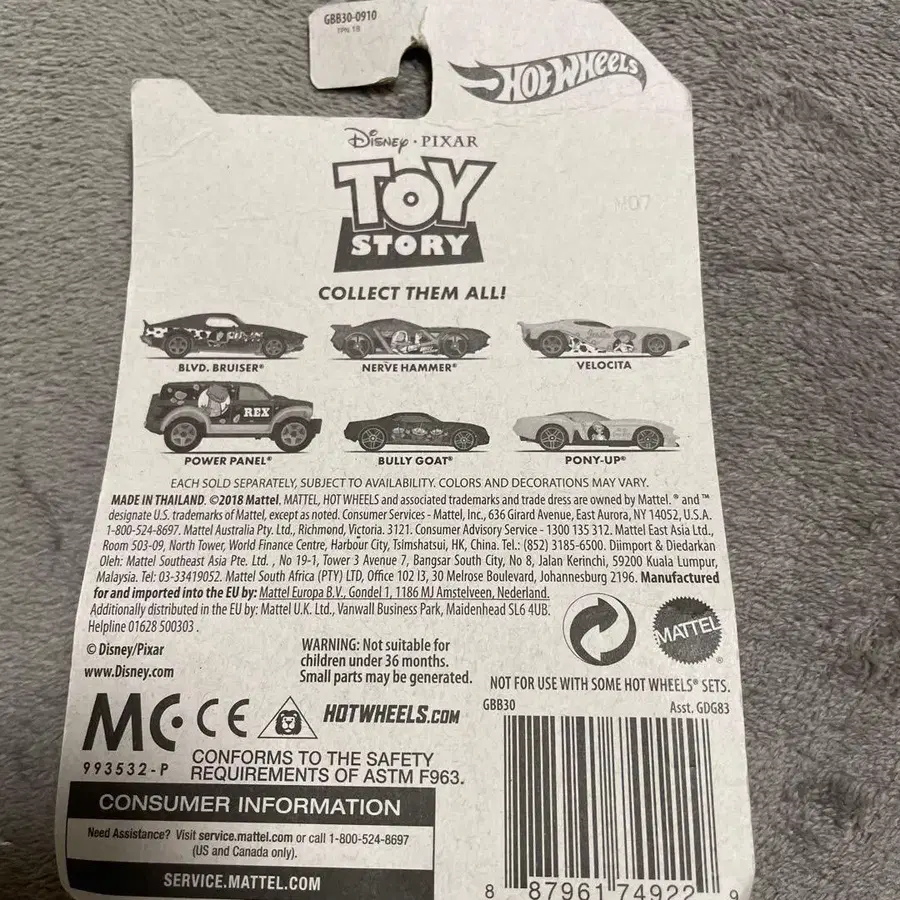 GBB30-0910
1PN 1B
HOT WHEELS
Disney · PIXAR
TOY
STORY
M07
COLLECT THEM ALL!
BLVD. BRUISER®
NERVE HAMMER®
Jessie
VELOCITA
REX
POWER PANEL®
BULLY GOAT®
PONY-UP®
EACH SOLD SEPARATELY, SUBJECT TO AVAILABILITY. COLORS AND DECORATIONS MAY VARY.
MADE IN THAILAND. ©2018 Mattel. MATTEL, HOT WHEELS and associated trademarks and trade dress are owned by Mattel. ® and ™
designate U.S. trademarks of Mattel, except as noted. Consumer Services - Mattel, Inc., 636 Girard Avenue, East Aurora, NY 14052, U.S.A.
1-800-524-8697. Mattel Australia Pty. Ltd., Richmond, Victoria. 3121. Consumer Advisory Service - 1300 135 312. Mattel East Asia Ltd.,
Room 503-09, North Tower, World Finance Centre, Harbour City, Tsimshatsui, HK, China. Tel.: (852) 3185-6500. Diimport & Diedarkan
Oleh: Mattel Southeast Asia Pte. Ltd. , No 19-1, Tower 3 Avenue 7, Bangsar South City, No 8, Jalan Kerinchi, 59200 Kuala Lumpur,
Malaysia. Tel: 03-33419052. Mattel South Africa (PTY) LTD, Office 102 I3, 30 Melrose Boulevard, Johannesburg 2196. Manufactured
for and imported into the EU by: Mattel Europa B.V., Gondel 1, 1186 MJ Amstelveen, Nederland.
Additionally distributed in the EU by: Mattel U.K. Ltd., Vanwall Business Park, Maidenhead SL6 4UB.
Helpline 01628 500303 .
© Disney/Pixar
www.Disney.com
WARNING: Not suitable for
children under 36 months.
Small parts may be generated.
MATTEL®
NOT FOR USE WITH SOME HOT WHEELS® SETS.
GBB30
Asst. GDG83
MC
993532-P
CE
HOTWHEELS.COM
CONFORMS TO THE SAFETY
REQUIREMENTS OF ASTM F963.
CONSUMER INFORMATION
Need Assistance? Visit service.mattel.com or call 1-800-524-8697
(US and Canada only).
SERVICE.MATTEL.COM
8 87961 74922 9